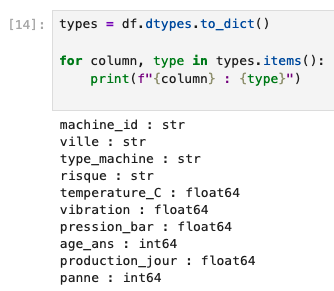 [14]: types = df.dtypes.to_dict()
for column, type in types.items():
    print(f"{column} : {type}")
machine_id : str
ville : str
type_machine : str
risque : str
temperature_C : float64
vibration : float64
pression_bar : float64
age_ans : int64
production_jour : float64
panne : int64